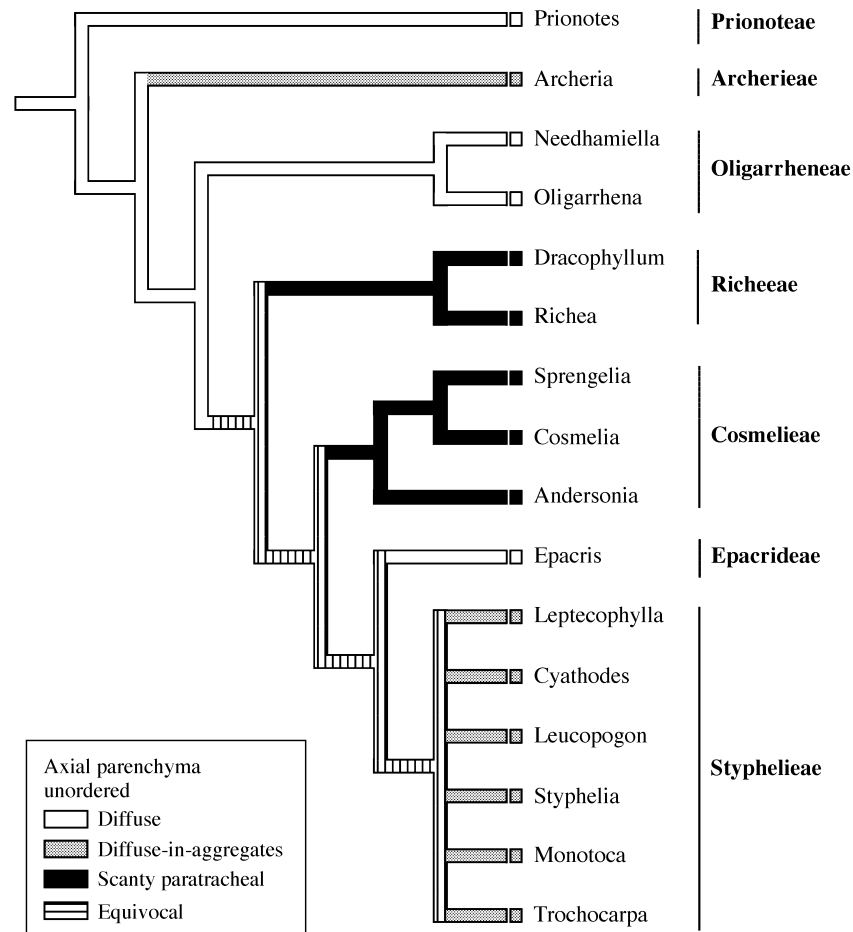 Prionotes
Prionoteae
Archeria
Archerieae
Needhamiella
Oligarrheneae
Oligarrhena
Dracophyllum
Richeeae
Richea
Sprengelia
Cosmelia
Cosmelieae
Andersonia
Epacris
Epacrideae
Leptecophylla
Cyathodes
Leucopogon
Styphelieae
Styphelia
Monotoca
Trochocarpa
Axial parenchyma
unordered
Diffuse
Diffuse-in-aggregates
Scanty paratracheal
Equivocal